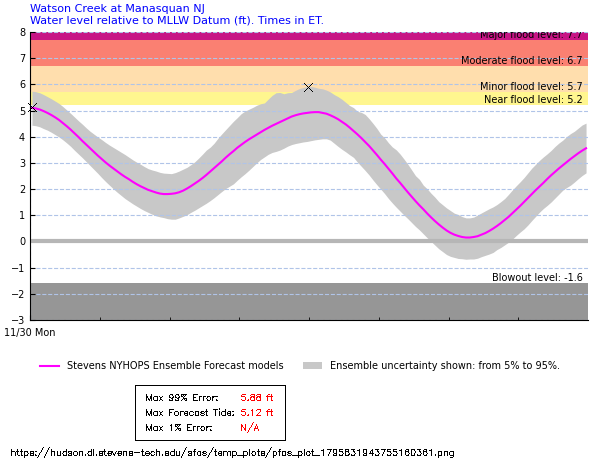 Watson Creek at Manasquan NJ
Water level relative to MLLW Datum (ft). Times in ET.
8
Major flood level: 7.7
7
Moderate flood level: 6.7
6
Minor flood level: 5.7
Near flood level: 5.2
5
4
3
2
1
0
−1
Blowout level: -1.6
−2
−3
11/30 Mon
Stevens NYHOPS Ensemble Forecast models
Ensemble uncertainty shown: from 5% to 95%.
Max 99% Error: 5.88 ft
Max Forecast Tide: 5.12 ft
Max 1% Error: N/A
https://hudson.dl.stevens-tech.edu/sfas/temp_plots/pfas_plot_1795831943755160361.png